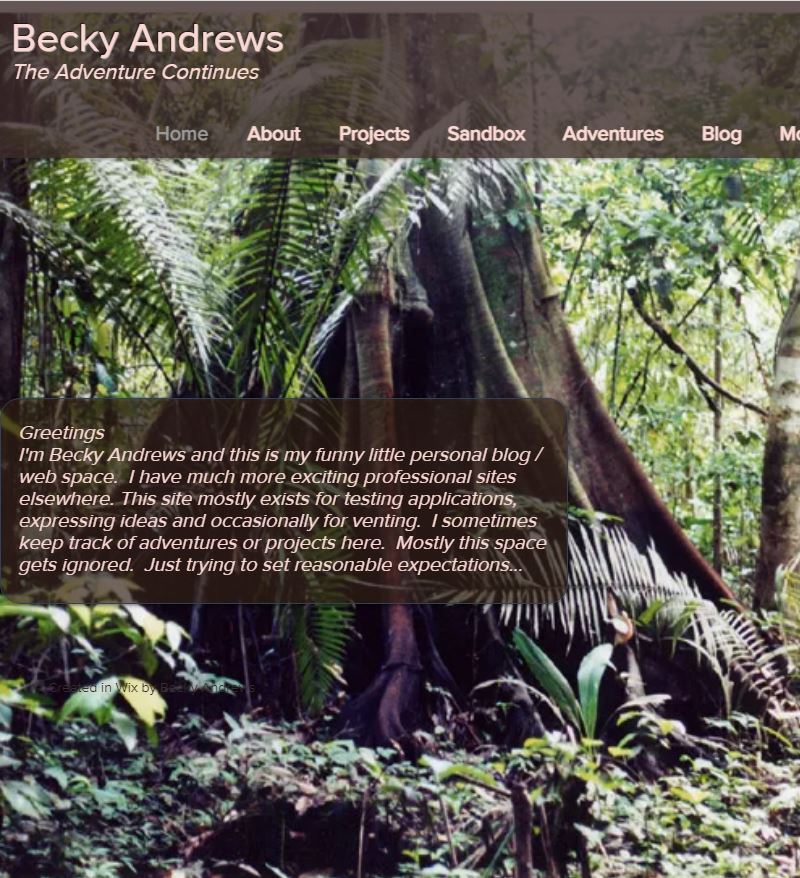 Becky Andrews
The Adventure Continues
Home About Projects Sandbox Adventures Blog Mo
Greetings
I'm Becky Andrews and this is my funny little personal blog /
web space.  I have much more exciting professional sites
elsewhere. This site mostly exists for testing applications,
expressing ideas and occasionally for venting.  I sometimes
keep track of adventures or projects here.  Mostly this space
gets ignored.  Just trying to set reasonable expectations...
Created in Wix by Becky Andrews